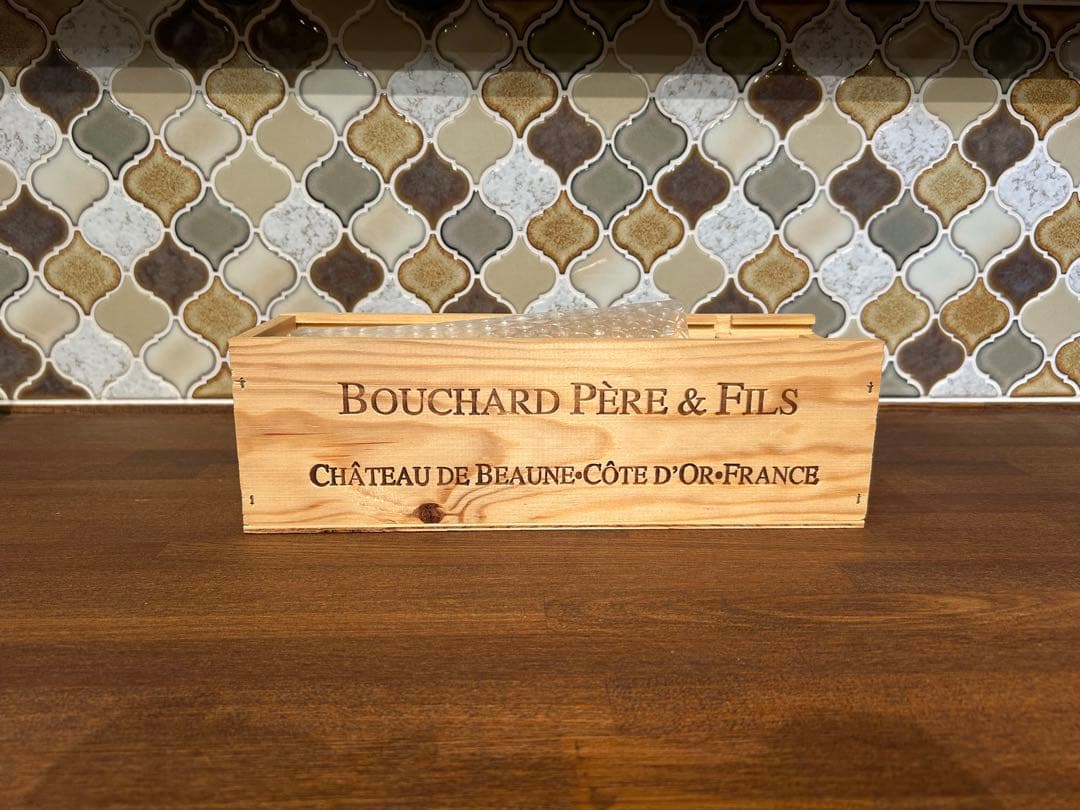 BOUCHARD PÈRE & FILS
CHÂTEAU DE BEAUNE•CÔTE D'OR•FRANCE